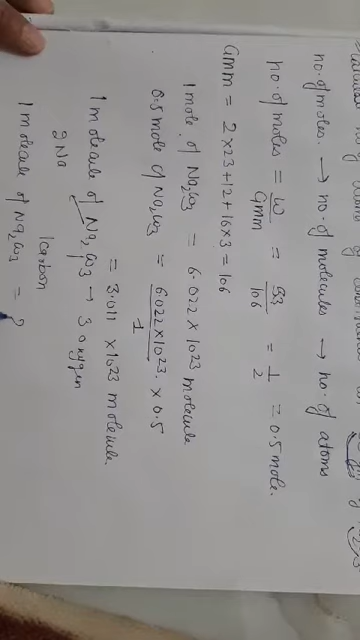 no. of moles. → no. of molecules → no. of atoms
no. of moles = w/Gmm = 53/106 = 1/2 = 0.5 mole.
Gmm = 2×23+12+16×3 = 106
1 mole. of Na2CO3 = 6.022 × 10^23 molecule
0.5 mole of Na2CO3 = 6.022×10^23/1 × 0.5
= 3.011 × 10^23 molecule.
1 molecule of Na2CO3 → 3 oxygen
2Na
1 carbon
1 molecule of Na2CO3 = ?